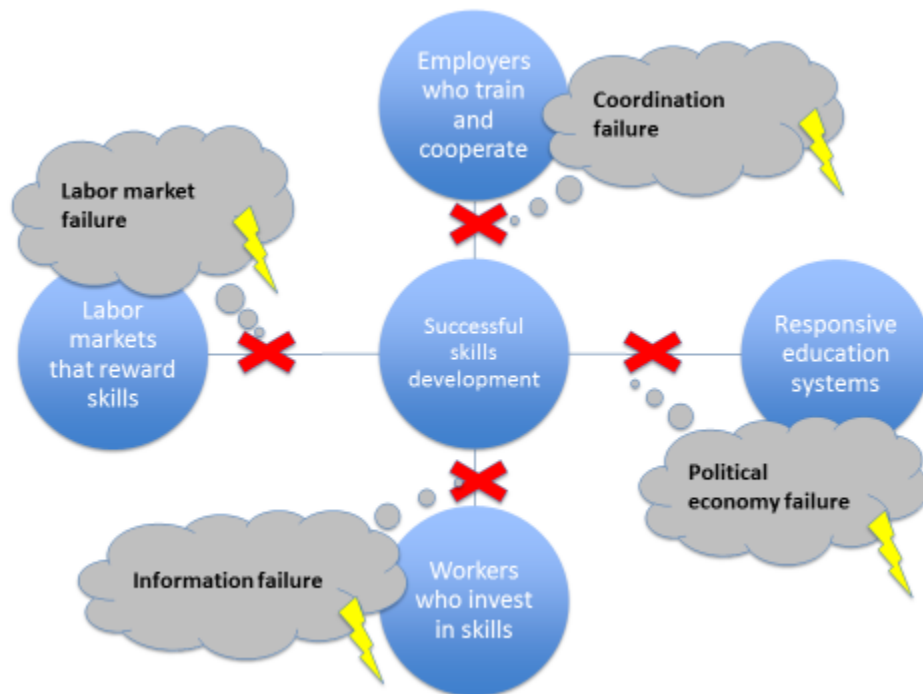 Employers
who train
and
cooperate
Coordination
failure
Labor market
failure
Labor
markets
that reward
skills
Successful
skills
development
Responsive
education
systems
Political
economy failure
Information failure
Workers
who invest
in skills